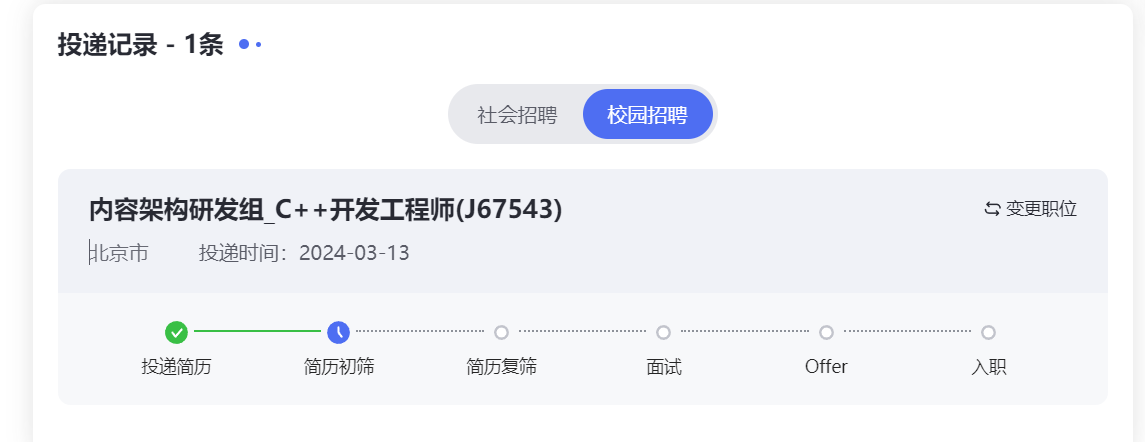 投递记录 - 1条
社会招聘 校园招聘
内容架构研发组_C++开发工程师(J67543) 变更职位
北京市 投递时间：2024-03-13
投递简历 简历初筛 简历复筛 面试 Offer 入职